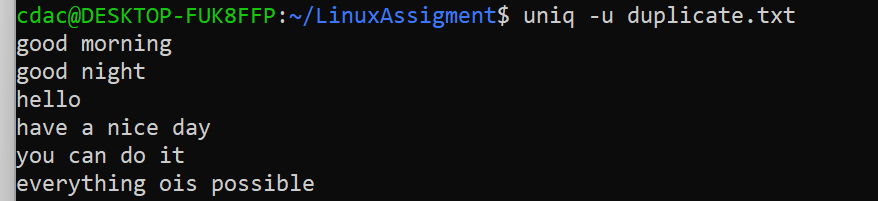 cdac@DESKTOP-FUK8FFP:~/LinuxAssigment$ uniq -u duplicate.txt
good morning
good night
hello
have a nice day
you can do it
everything ois possible